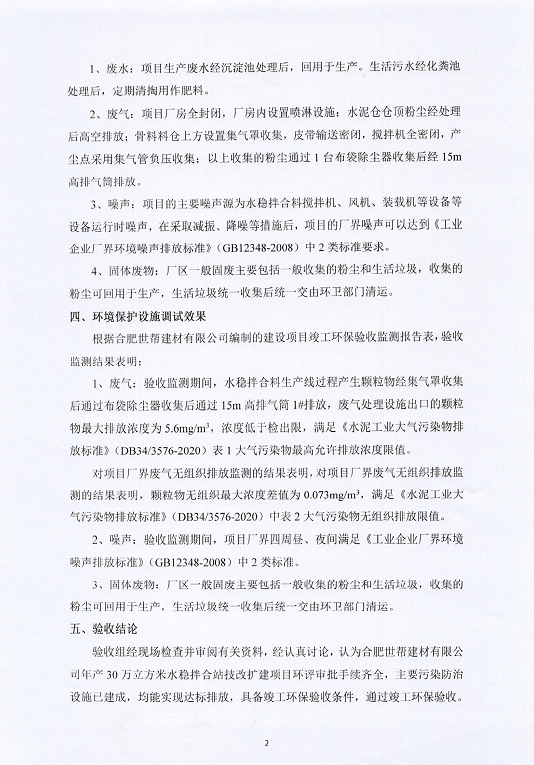 1、废水：项目生产废水经沉淀池处理后，回用于生产。生活污水经化粪池
处理后，定期清掏用作肥料。
2、废气：项目厂房全封闭，厂房内设置喷淋设施；水泥仓仓顶粉尘经处理
后高空排放；骨料料仓上方设置集气罩收集，皮带输送密闭，搅拌机全密闭，产
尘点采用集气管负压收集；以上收集的粉尘通过 1 台布袋除尘器收集后经 15m
高排气筒排放。
3、噪声：项目的主要噪声源为水稳拌合料搅拌机、风机、装载机等设备等
设备运行时噪声，在采取减振、降噪等措施后，项目的厂界噪声可以达到《工业
企业厂界环境噪声排放标准》（GB12348-2008）中 2 类标准要求。
4、固体废物：厂区一般固废主要包括一般收集的粉尘和生活垃圾，收集的
粉尘可回用于生产，生活垃圾统一收集后统一交由环卫部门清运。
四、环境保护设施调试效果
根据合肥世帮建材有限公司编制的建设项目竣工环保验收监测报告表，验收
监测结果表明：
1、废气：验收监测期间，水稳拌合料生产线过程产生颗粒物经集气罩收集
后通过布袋除尘器收集后通过 15m 高排气筒 1#排放，废气处理设施出口的颗粒
物最大排放浓度为 5.6mg/m³，浓度低于检出限，满足《水泥工业大气污染物排
放标准》（DB34/3576-2020）表 1 大气污染物最高允许排放浓度限值。
对项目厂界废气无组织排放监测的结果表明，对项目厂界废气无组织排放监
测的结果表明，颗粒物无组织最大浓度差值为 0.073mg/m³，满足《水泥工业大
气污染物排放标准》（DB34/3576-2020）中表 2 大气污染物无组织排放限值。
2、噪声：验收监测期间，项目厂界四周昼、夜间满足《工业企业厂界环境
噪声排放标准》（GB12348-2008）中 2 类标准。
3、固体废物：厂区一般固废主要包括一般收集的粉尘和生活垃圾，收集的
粉尘可回用于生产，生活垃圾统一收集后统一交由环卫部门清运。
五、验收结论
验收组经现场检查并审阅有关资料，经认真讨论，认为合肥世帮建材有限公
司年产 30 万立方米水稳拌合站技改扩建项目环评审批手续齐全，主要污染防治
设施已建成，均能实现达标排放，具备竣工环保验收条件，通过竣工环保验收。
2